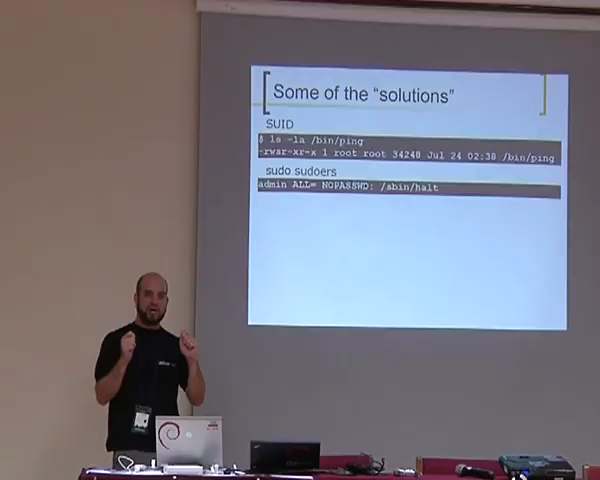 Some of the "solutions"
SUID
$ ls -la /bin/ping
-rwsr-xr-x 1 root root 34248 Jul 24 02:38 /bin/ping
sudo sudoers
admin ALL= NOPASSWD: /sbin/halt